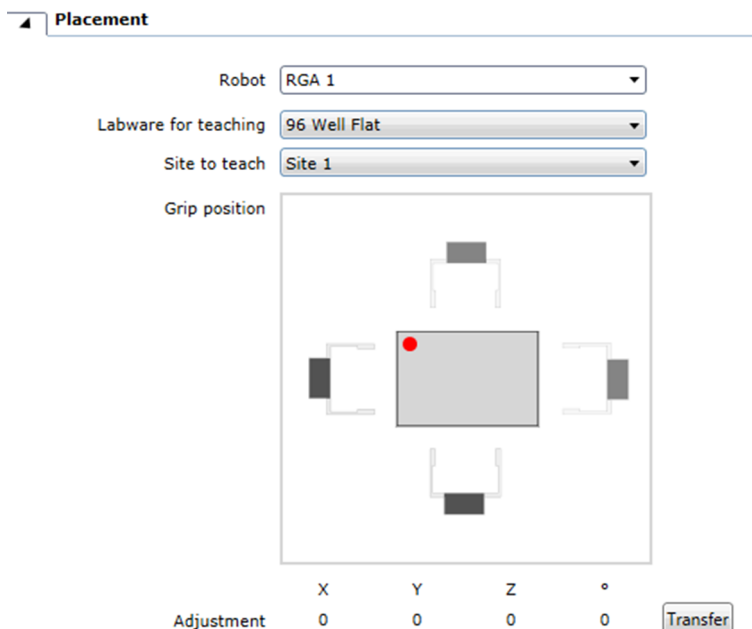 Placement
Robot RGA 1
Labware for teaching 96 Well Flat
Site to teach Site 1
Grip position
X Y Z °
Adjustment 0 0 0 0 Transfer